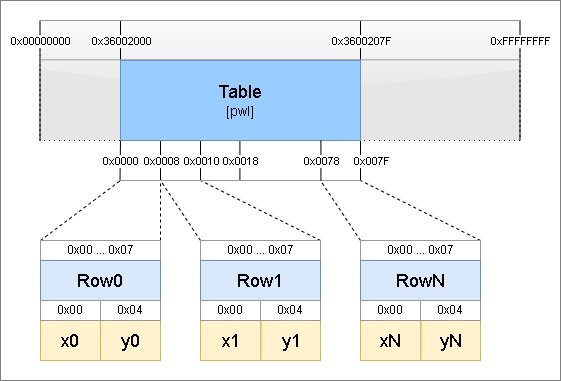 0x00000000 0x36002000 0x3600207F 0xFFFFFFFF
Table
[pwl]
0x0000 0x0008 0x0010 0x0018 0x0078 0x007F
0x00 ... 0x07 0x00 ... 0x07 0x00 ... 0x07
Row0 Row1 RowN
0x00 0x04 0x00 0x04 0x00 0x04
x0 y0 x1 y1 xN yN